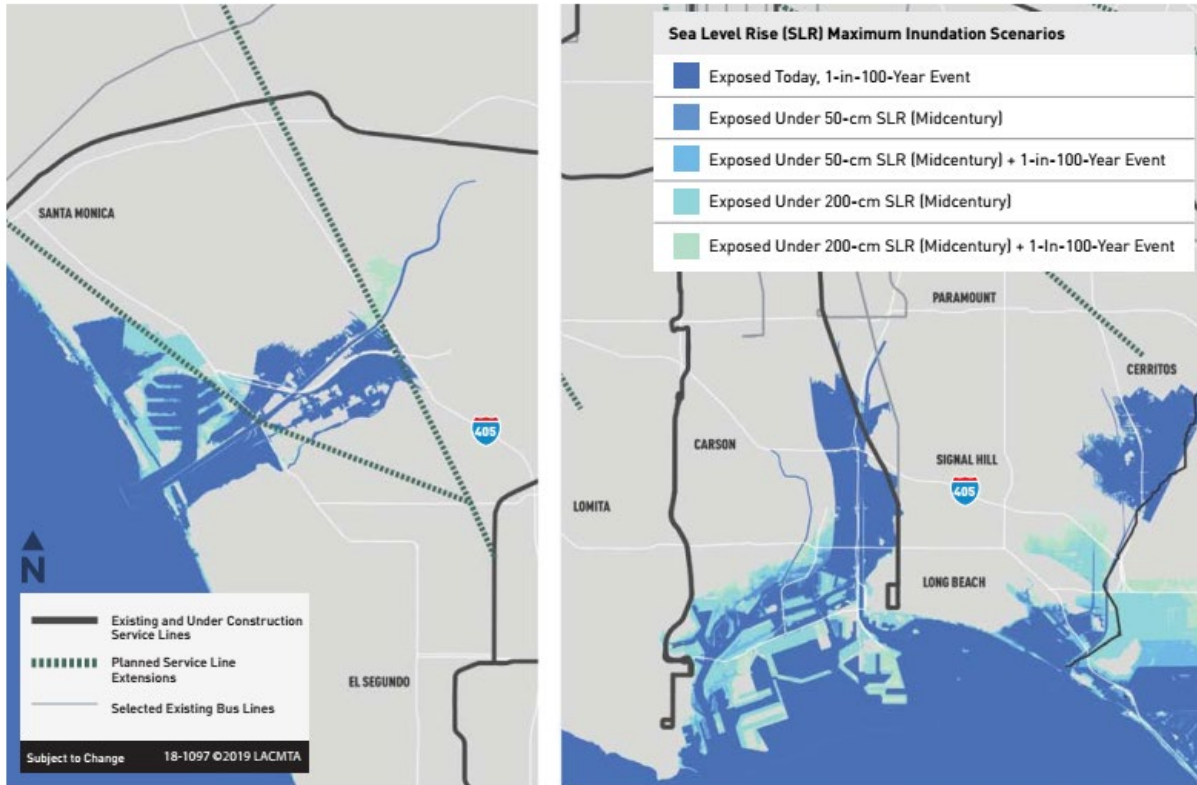 SANTA MONICA
405
N
Existing and Under Construction
Service Lines
Planned Service Line
Extensions
Selected Existing Bus Lines
EL SEGUNDO
Subject to Change
18-1097 ©2019 LACMTA
Sea Level Rise (SLR) Maximum Inundation Scenarios
Exposed Today, 1-in-100-Year Event
Exposed Under 50-cm SLR (Midcentury)
Exposed Under 50-cm SLR (Midcentury) + 1-in-100-Year Event
Exposed Under 200-cm SLR (Midcentury)
Exposed Under 200-cm SLR (Midcentury) + 1-In-100-Year Event
PARAMOUNT
CERRITOS
CARSON
SIGNAL HILL
405
LOMITA
LONG BEACH